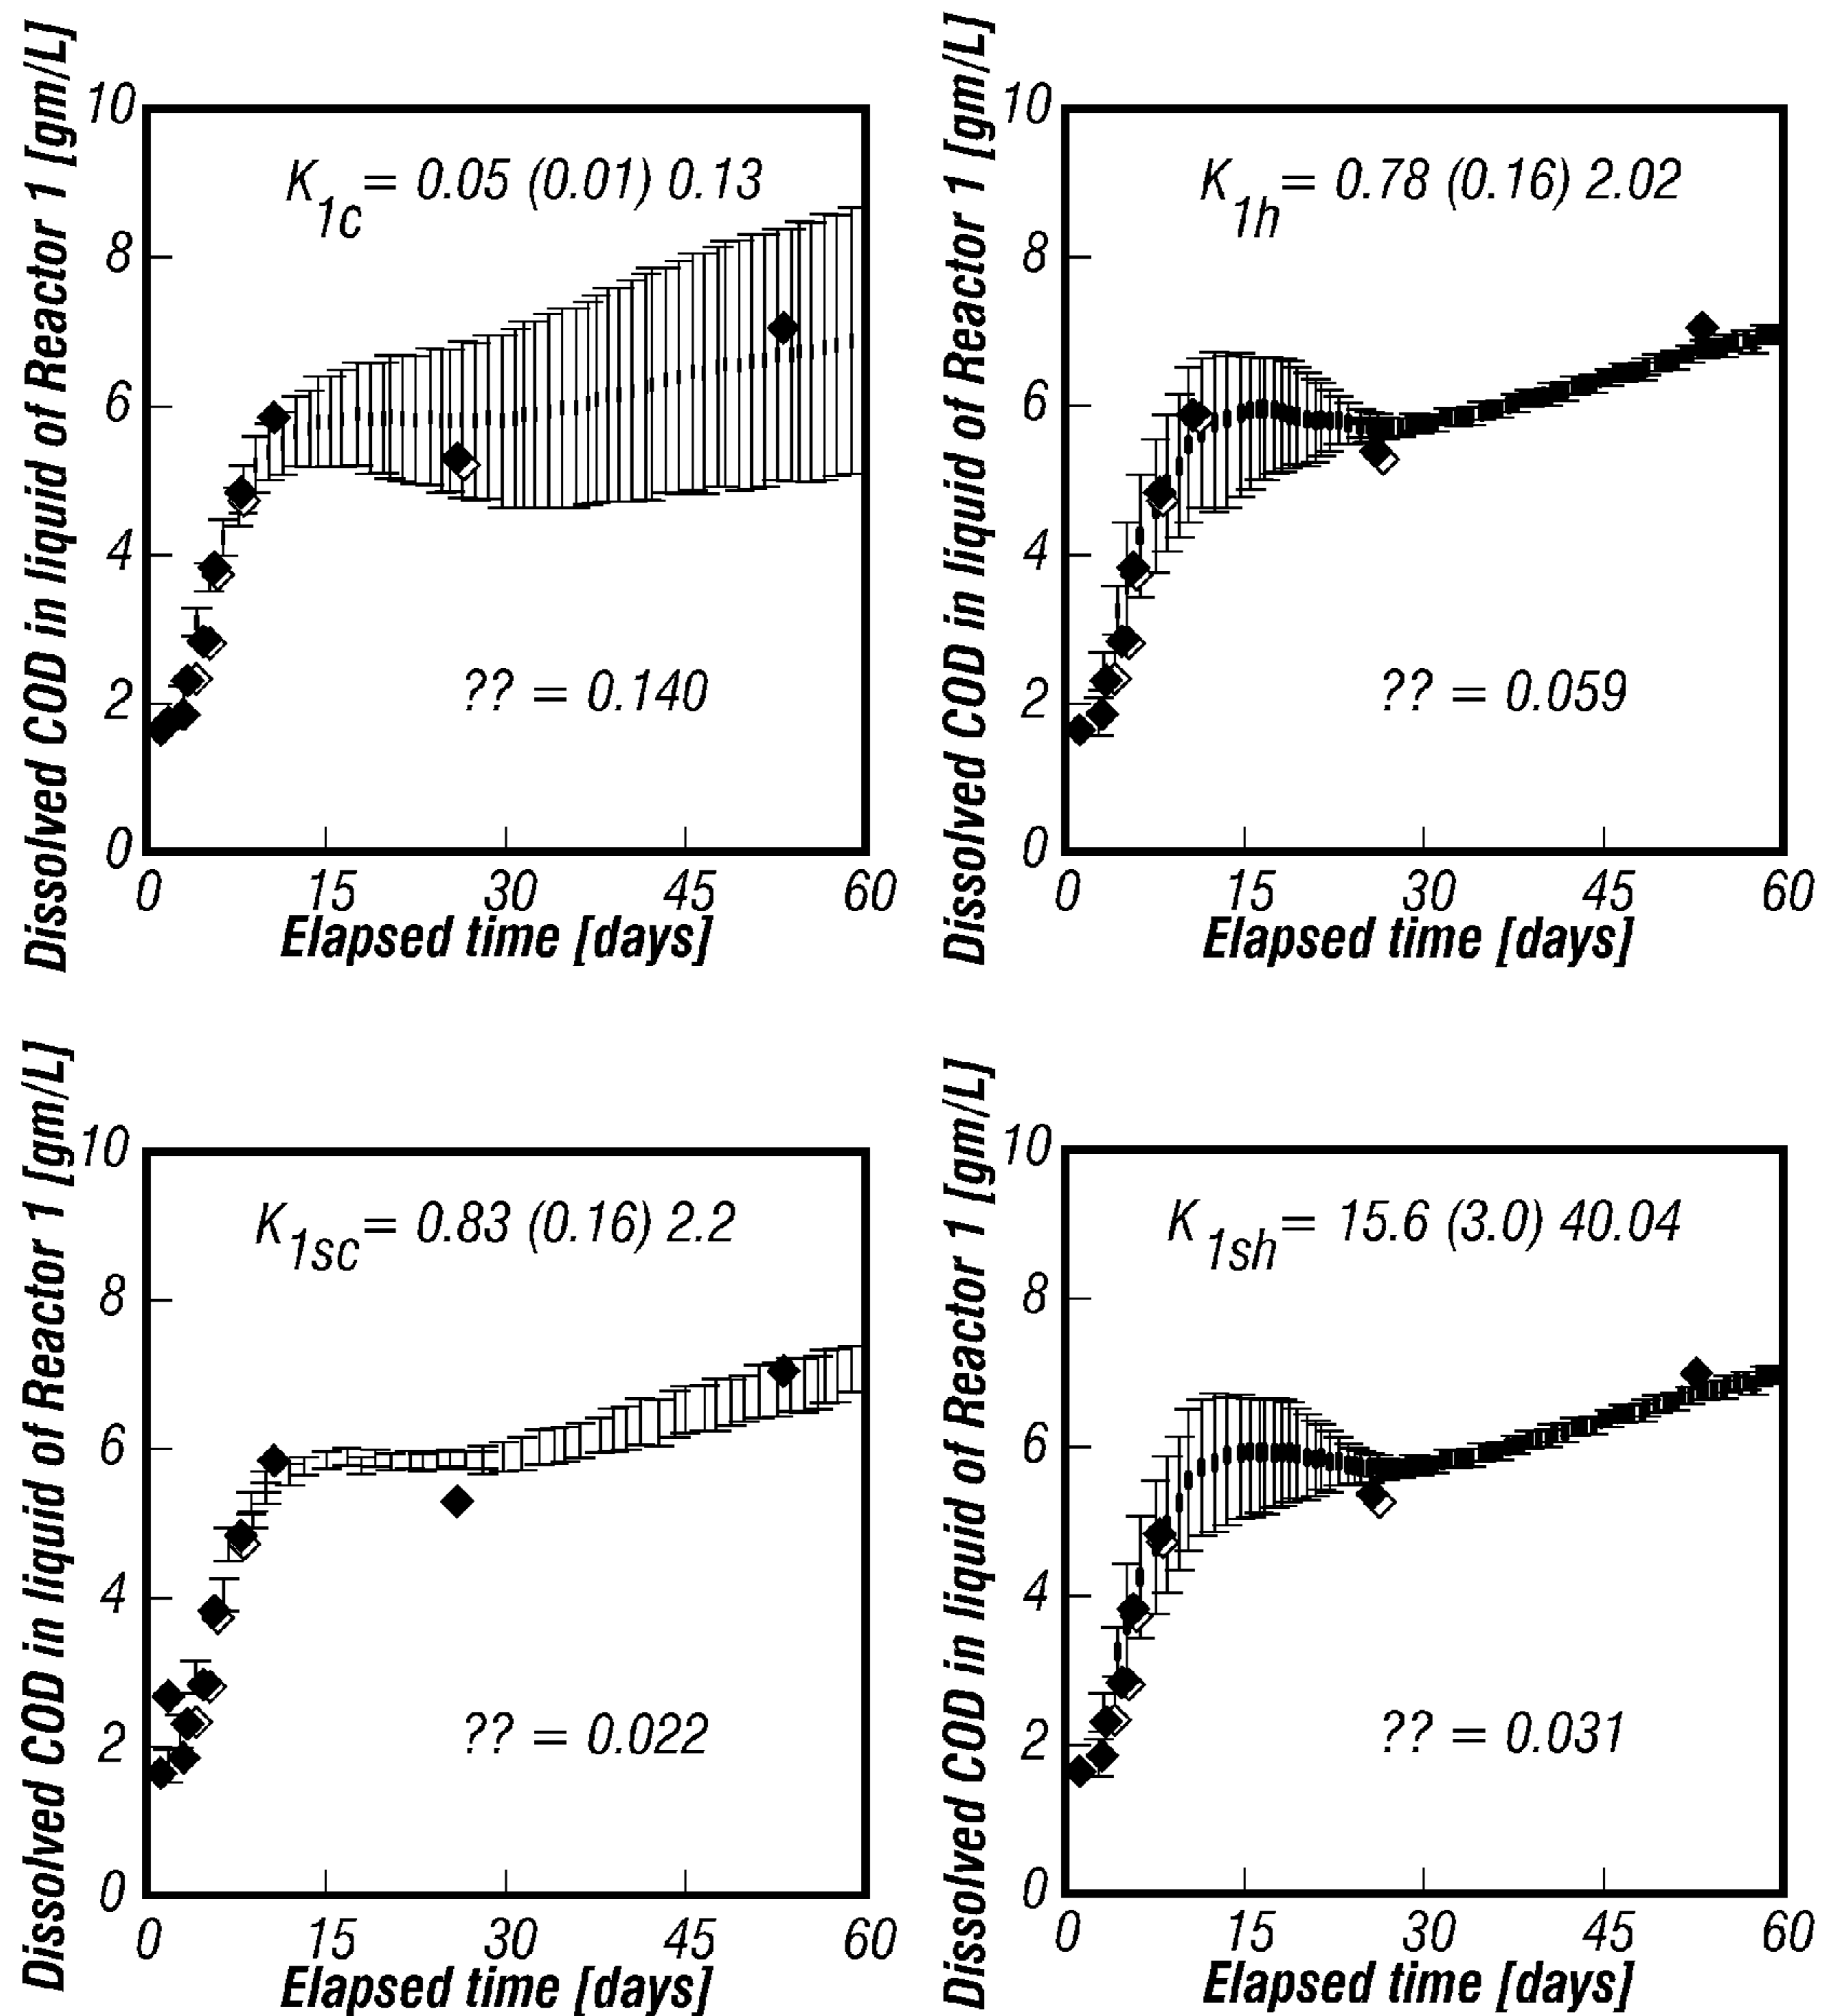 Dissolved COD in liquid of Reactor 1 [gm/L]
10
8
6
4
2
0
K1c = 0.05 (0.01) 0.13
?? = 0.140
0 15 30 45 60
Elapsed time [days]
Dissolved COD in liquid of Reactor 1 [gm/L]
10
8
6
4
2
0
K1h = 0.78 (0.16) 2.02
?? = 0.059
0 15 30 45 60
Elapsed time [days]
Dissolved COD in liquid of Reactor 1 [gm/L]
10
8
6
4
2
0
K1sc = 0.83 (0.16) 2.2
?? = 0.022
0 15 30 45 60
Elapsed time [days]
Dissolved COD in liquid of Reactor 1 [gm/L]
10
8
6
4
2
0
K1sh = 15.6 (3.0) 40.04
?? = 0.031
0 15 30 45 60
Elapsed time [days]